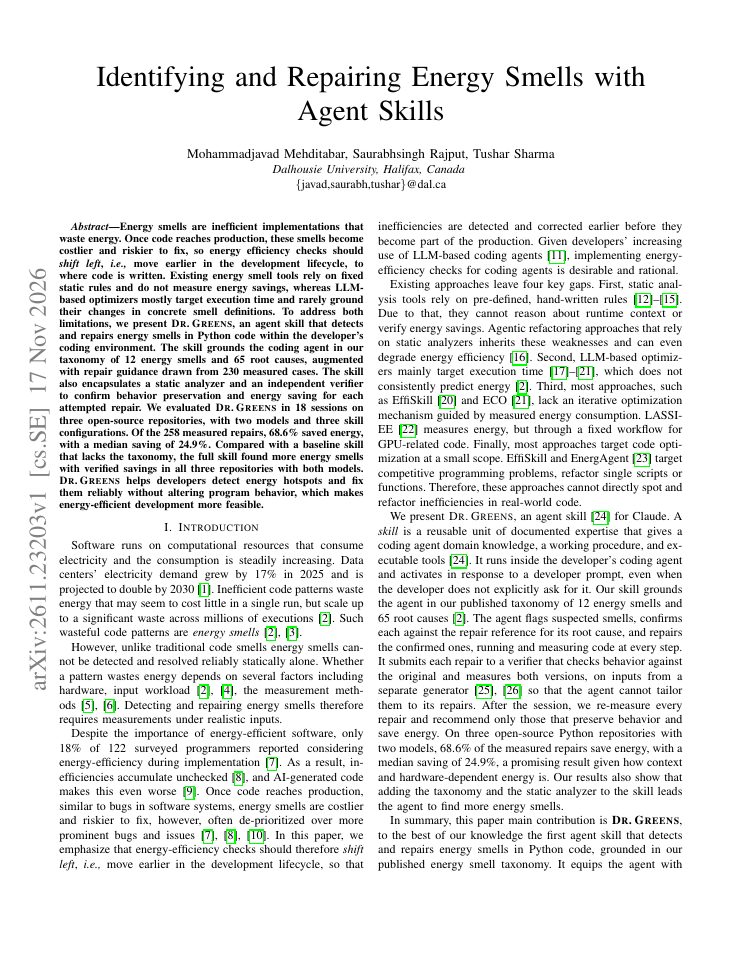 Identifying and Repairing Energy Smells with
Agent Skills
Mohammadjavad Mehditabar, Saurabhsingh Rajput, Tushar Sharma
Dalhousie University, Halifax, Canada
{javad,saurabh,tushar}@dal.ca
arXiv:2611.23203v1 [cs.SE] 17 Nov 2026
Abstract—Energy smells are inefficient implementations that
waste energy. Once code reaches production, these smells become
costlier and riskier to fix, so energy efficiency checks should
shift left, i.e., move earlier in the development lifecycle, to
where code is written. Existing energy smell tools rely on fixed
static rules and do not measure energy savings, whereas LLM-
based optimizers mostly target execution time and rarely ground
their changes in concrete smell definitions. To address both
limitations, we present DR. GREENS, an agent skill that detects
and repairs energy smells in Python code within the developer's
coding environment. The skill grounds the coding agent in our
taxonomy of 12 energy smells and 65 root causes, augmented
with repair guidance drawn from 230 measured cases. The skill
also encapsulates a static analyzer and an independent verifier
to confirm behavior preservation and energy saving for each
attempted repair. We evaluated DR. GREENS in 18 sessions on
three open-source repositories, with two models and three skill
configurations. Of the 258 measured repairs, 68.6% saved energy,
with a median saving of 24.9%. Compared with a baseline skill
that lacks the taxonomy, the full skill found more energy smells
with verified savings in all three repositories with both models.
DR. GREENS helps developers detect energy hotspots and fix
them reliably without altering program behavior, which makes
energy-efficient development more feasible.
I. INTRODUCTION
Software runs on computational resources that consume
electricity and the consumption is steadily increasing. Data
centers' electricity demand grew by 17% in 2025 and is
projected to double by 2030 [1]. Inefficient code patterns waste
energy that may seem to cost little in a single run, but scale up
to a significant waste across millions of executions [2]. Such
wasteful code patterns are energy smells [2], [3].
However, unlike traditional code smells energy smells can-
not be detected and resolved reliably statically alone. Whether
a pattern wastes energy depends on several factors including
hardware, input workload [2], [4], the measurement meth-
ods [5], [6]. Detecting and repairing energy smells therefore
requires measurements under realistic inputs.
Despite the importance of energy-efficient software, only
18% of 122 surveyed programmers reported considering
energy-efficiency during implementation [7]. As a result, in-
efficiencies accumulate unchecked [8], and AI-generated code
makes this even worse [9]. Once code reaches production,
similar to bugs in software systems, energy smells are costlier
and riskier to fix, however, often de-prioritized over more
prominent bugs and issues [7], [8], [10]. In this paper, we
emphasize that energy-efficiency checks should therefore shift
left, i.e., move earlier in the development lifecycle, so that
inefficiencies are detected and corrected earlier before they
become part of the production. Given developers' increasing
use of LLM-based coding agents [11], implementing energy-
efficiency checks for coding agents is desirable and rational.
Existing approaches leave four key gaps. First, static anal-
ysis tools rely on pre-defined, hand-written rules [12]–[15].
Due to that, they cannot reason about runtime context or
verify energy savings. Agentic refactoring approaches that rely
on static analyzers inherits these weaknesses and can even
degrade energy efficiency [16]. Second, LLM-based optimiz-
ers mainly target execution time [17]–[21], which does not
consistently predict energy [2]. Third, most approaches, such
as EffiSkill [20] and ECO [21], lack an iterative optimization
mechanism guided by measured energy consumption. LASSI-
EE [22] measures energy, but through a fixed workflow for
GPU-related code. Finally, most approaches target code opti-
mization at a small scope. EffiSkill and EnergAgent [23] target
competitive programming problems, refactor single scripts or
functions. Therefore, these approaches cannot directly spot and
refactor inefficiencies in real-world code.
We present DR. GREENS, an agent skill [24] for Claude. A
skill is a reusable unit of documented expertise that gives a
coding agent domain knowledge, a working procedure, and ex-
ecutable tools [24]. It runs inside the developer's coding agent
and activates in response to a developer prompt, even when
the developer does not explicitly ask for it. Our skill grounds
the agent in our published taxonomy of 12 energy smells and
65 root causes [2]. The agent flags suspected smells, confirms
each against the repair reference for its root cause, and repairs
the confirmed ones, running and measuring code at every step.
It submits each repair to a verifier that checks behavior against
the original and measures both versions, on inputs from a
separate generator [25], [26] so that the agent cannot tailor
them to its repairs. After the session, we re-measure every
repair and recommend only those that preserve behavior and
save energy. On three open-source Python repositories with
two models, 68.6% of the measured repairs save energy, with a
median saving of 24.9%, a promising result given how context
and hardware-dependent energy is. Our results also show that
adding the taxonomy and the static analyzer to the skill leads
the agent to find more energy smells.
In summary, this paper main contribution is DR. GREENS,
to the best of our knowledge the first agent skill that detects
and repairs energy smells in Python code, grounded in our
published energy smell taxonomy. It equips the agent with